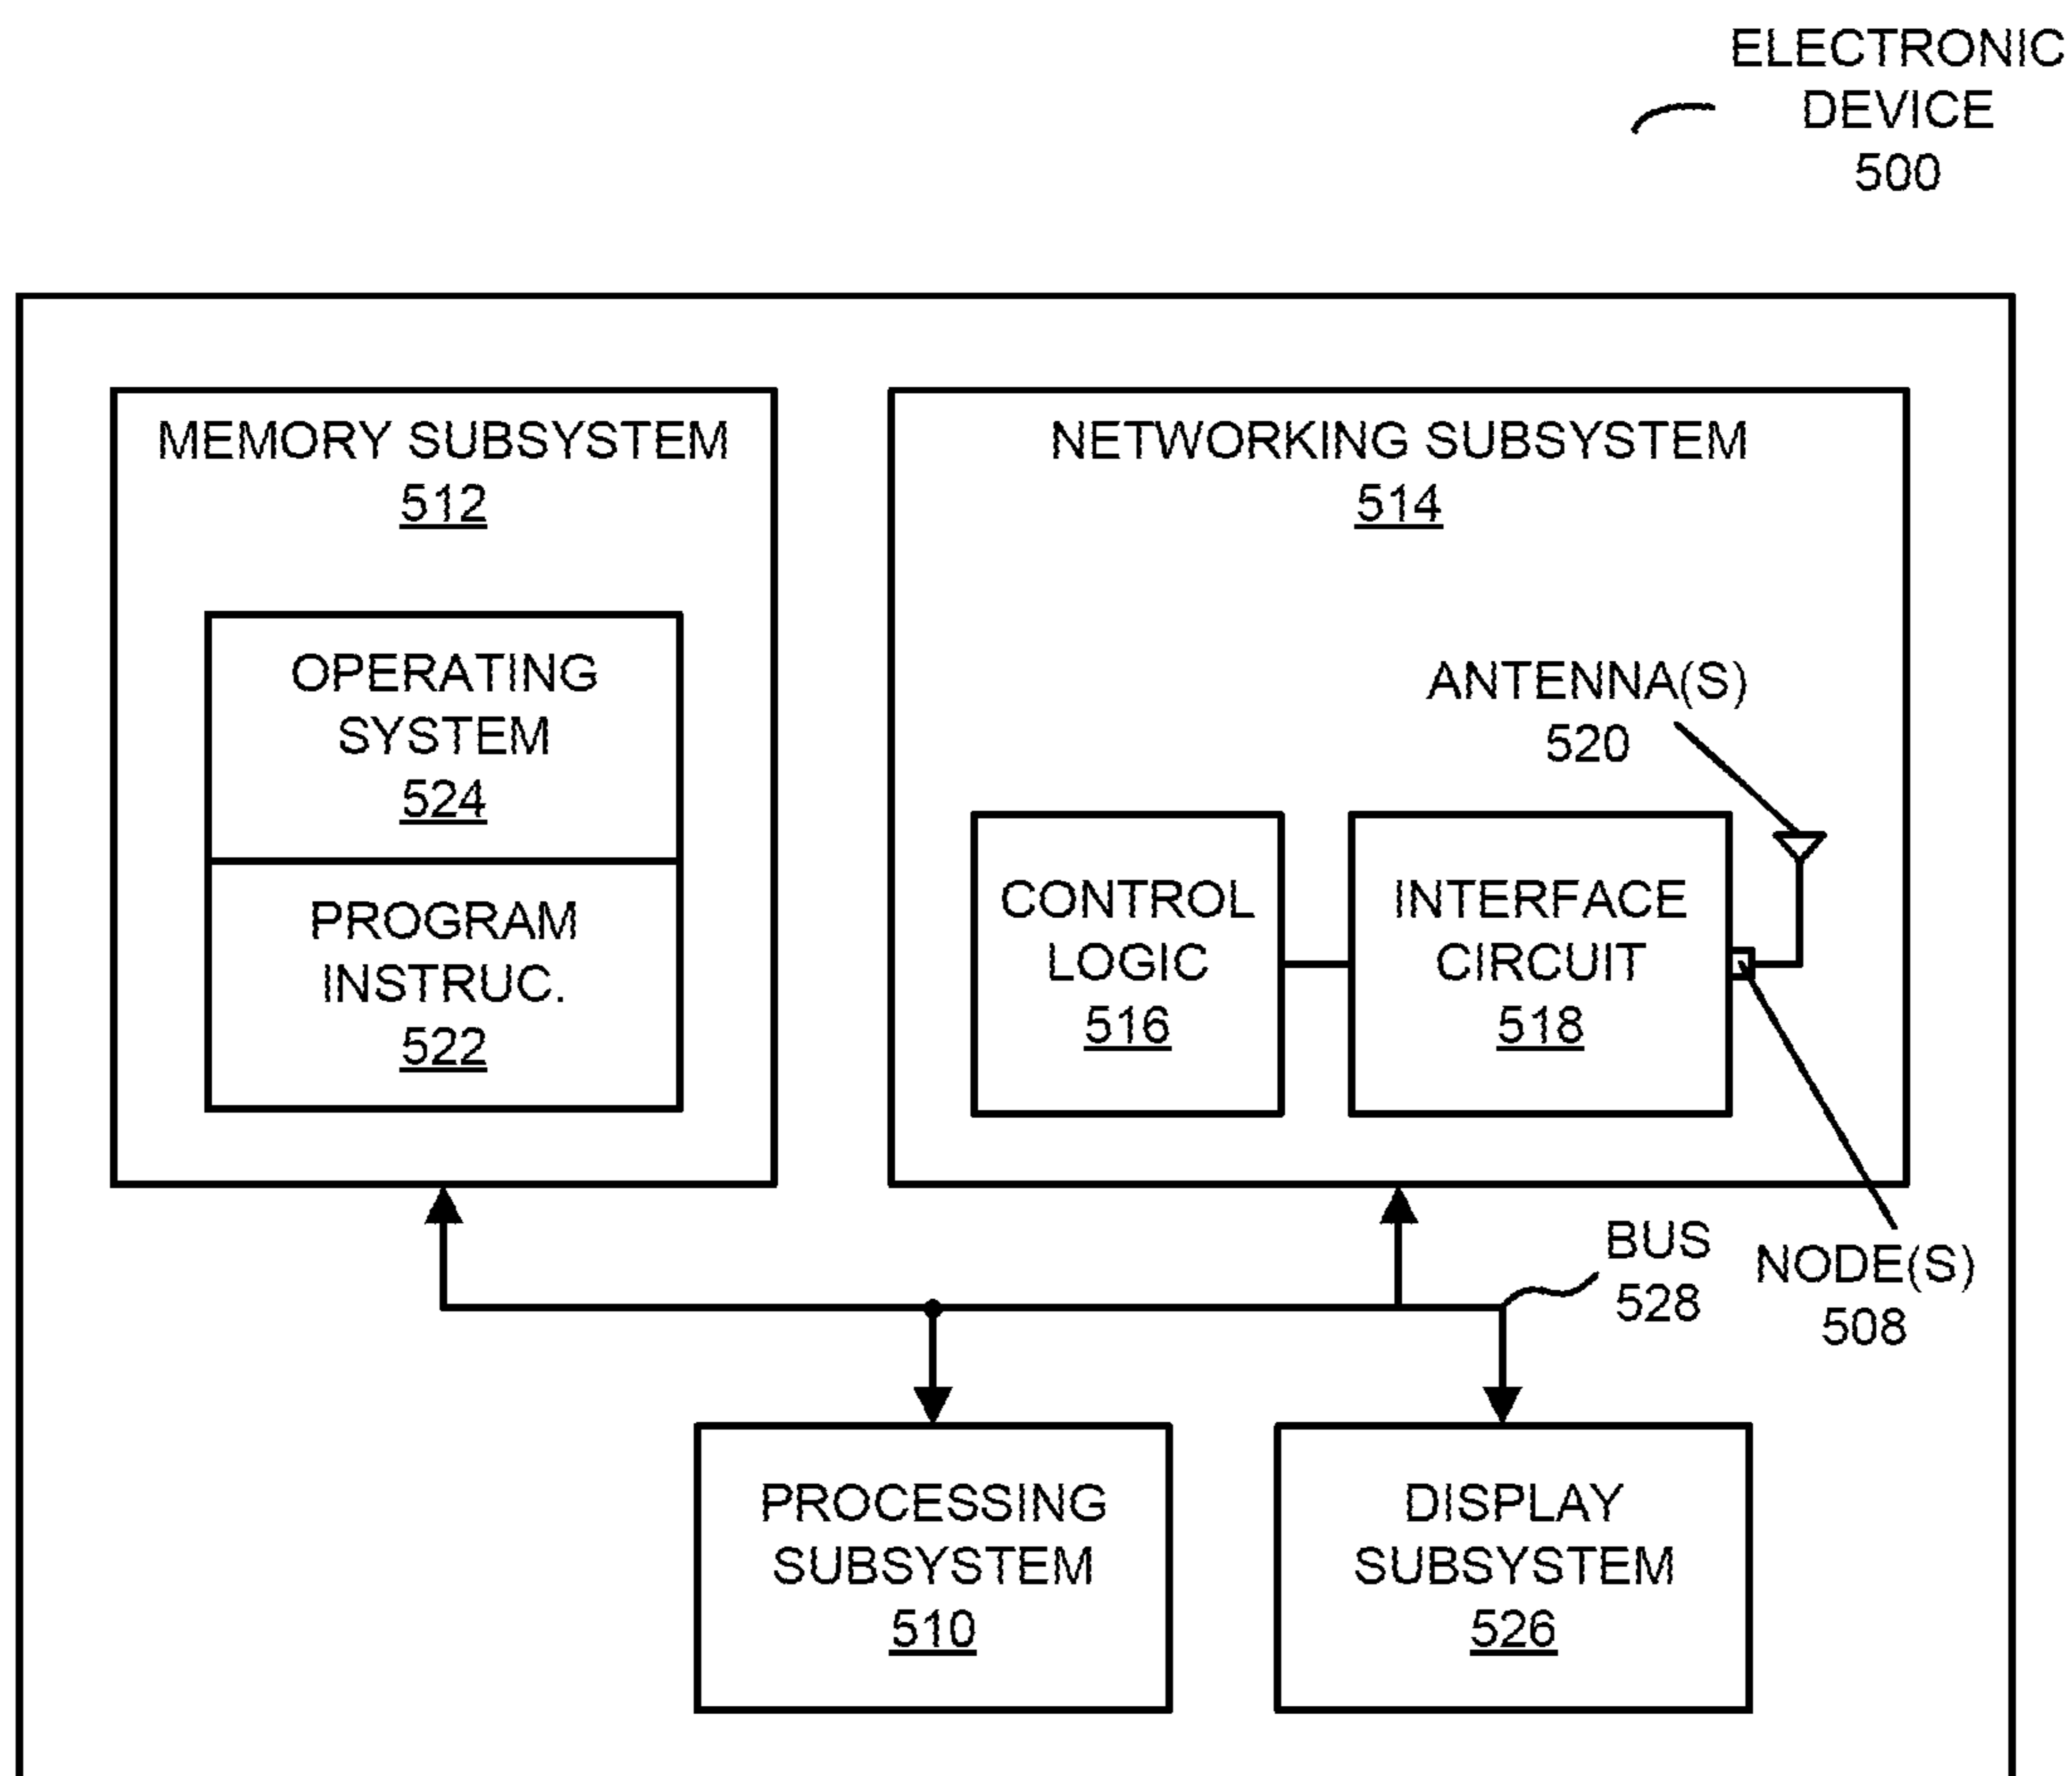 ELECTRONIC
DEVICE
500
MEMORY SUBSYSTEM
512
OPERATING
SYSTEM
524
PROGRAM
INSTRUC.
522
NETWORKING SUBSYSTEM
514
ANTENNA(S)
520
CONTROL
LOGIC
516
INTERFACE
CIRCUIT
518
BUS
528
NODE(S)
508
PROCESSING
SUBSYSTEM
510
DISPLAY
SUBSYSTEM
526